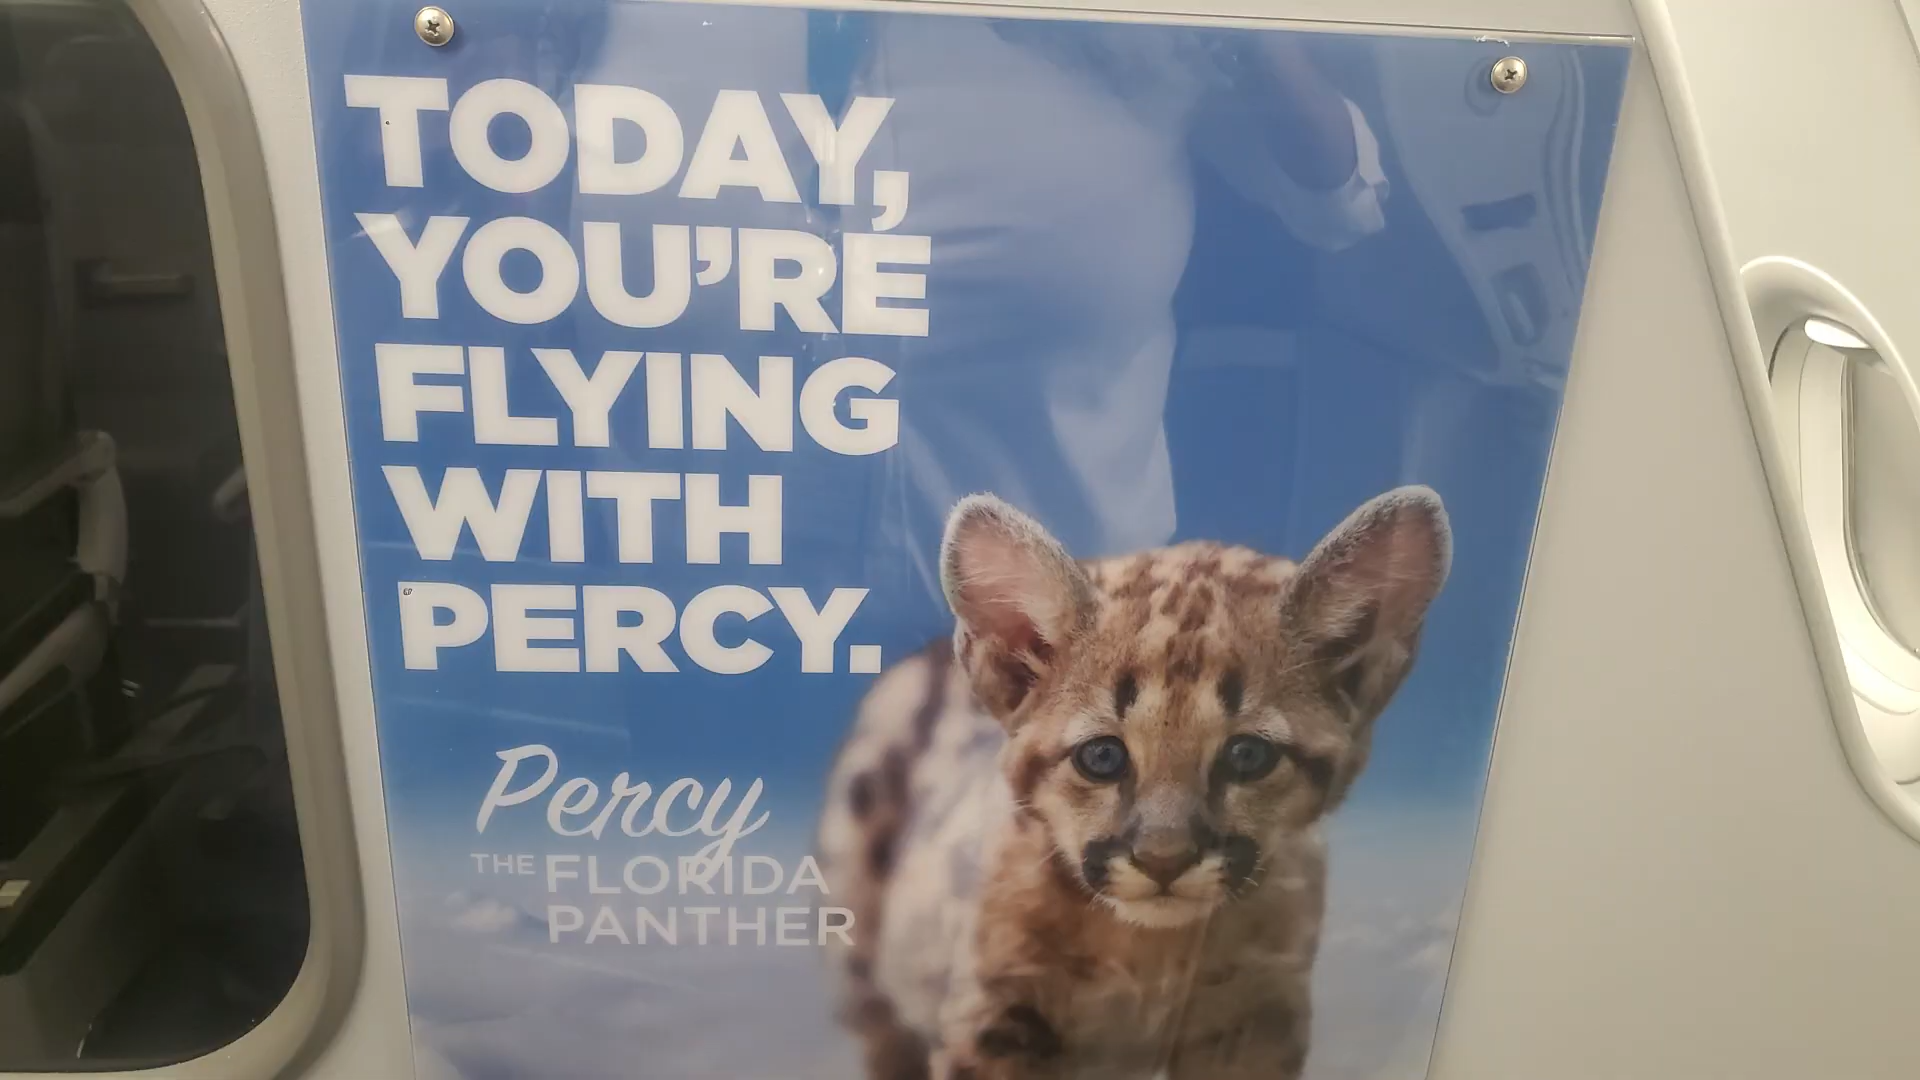 TODAY,
YOU'RE
FLYING
WITH
PERCY.
Percy
THE FLORIDA
PANTHER